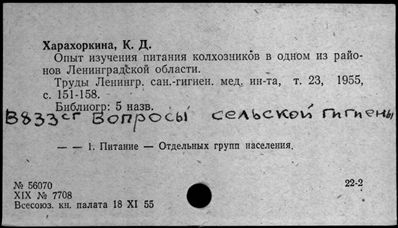 Харахоркина, К. Д.
Опыт изучения питания колхозников в одном из райо-
нов Ленинградской области.
Труды Ленингр. сан.-гигиен. мед. ин-та, т. 23, 1955,
с. 151-158.
Библиогр: 5 назв.
В833сг Вопросы сельской гигиены
— — 1. Питание — Отдельных групп населения.
№ 56070
XIX № 7708
Всесоюз. кн. палата 18 XI 55
22-2